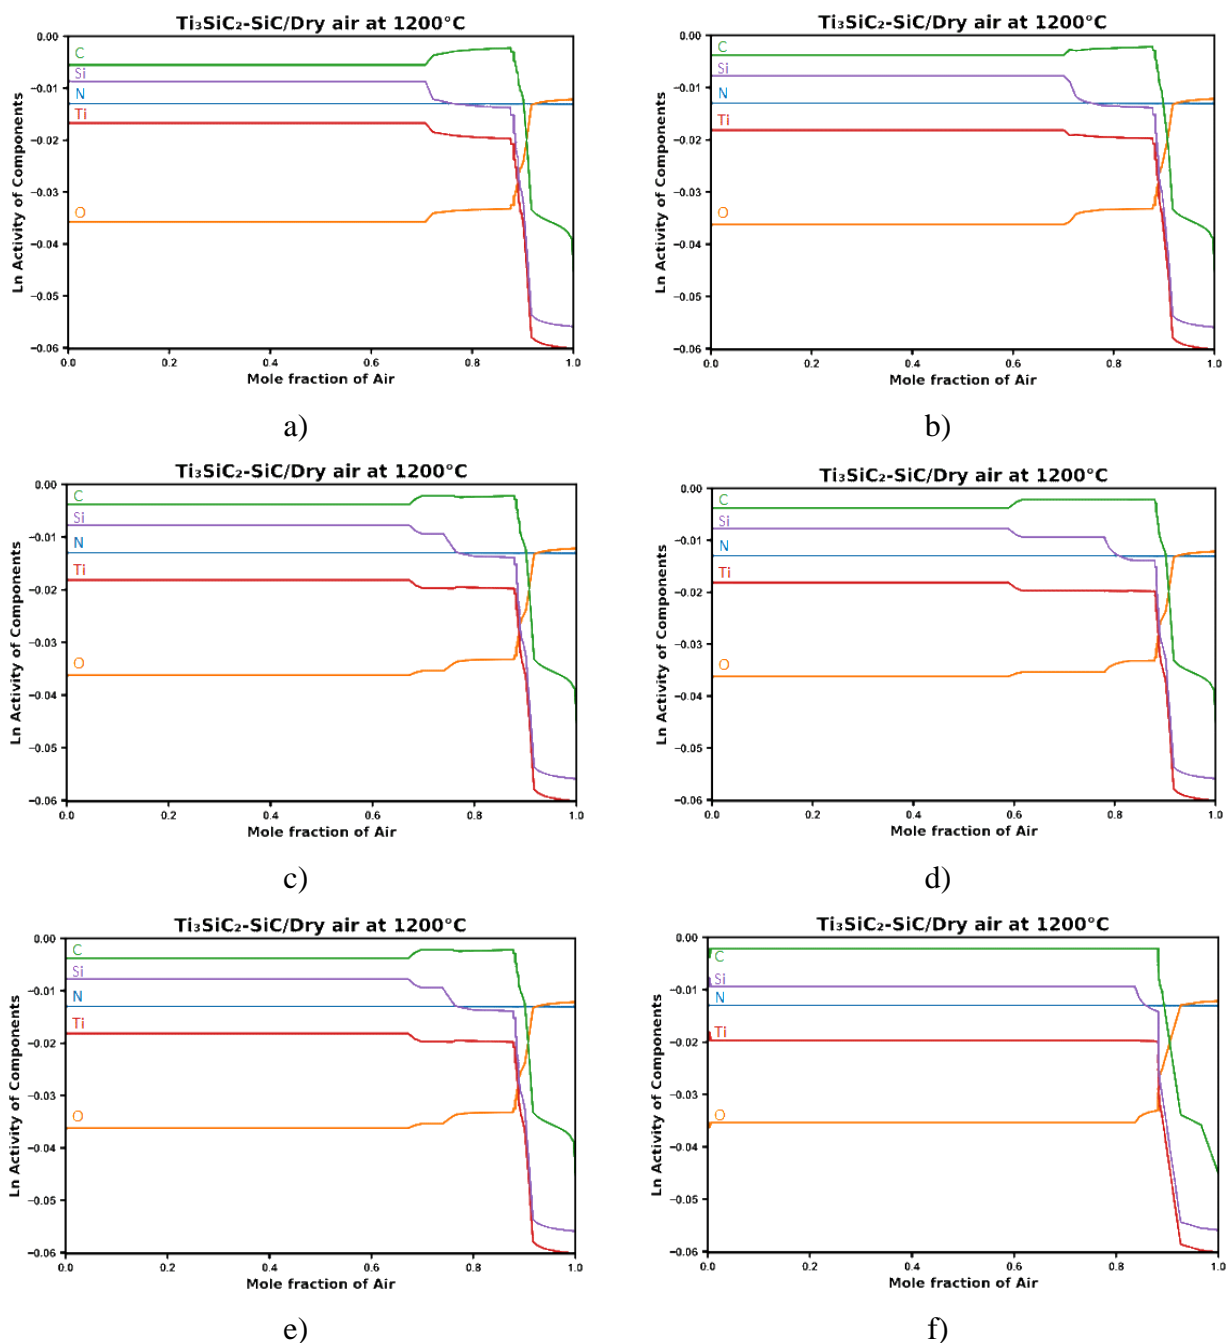 Ti₃SiC₂-SiC/Dry air at 1200°C
Ln Activity of Components
0.00
−0.01
−0.02
−0.03
−0.04
−0.05
−0.06
C
Si
N
Ti
O
0.0 0.2 0.4 0.6 0.8 1.0
Mole fraction of Air
a)
Ti₃SiC₂-SiC/Dry air at 1200°C
Ln Activity of Components
0.00
−0.01
−0.02
−0.03
−0.04
−0.05
−0.06
C
Si
N
Ti
O
0.0 0.2 0.4 0.6 0.8 1.0
Mole fraction of Air
b)
Ti₃SiC₂-SiC/Dry air at 1200°C
Ln Activity of Components
0.00
−0.01
−0.02
−0.03
−0.04
−0.05
−0.06
C
Si
N
Ti
O
0.0 0.2 0.4 0.6 0.8 1.0
Mole fraction of Air
c)
Ti₃SiC₂-SiC/Dry air at 1200°C
Ln Activity of Components
0.00
−0.01
−0.02
−0.03
−0.04
−0.05
−0.06
C
Si
N
Ti
O
0.0 0.2 0.4 0.6 0.8 1.0
Mole fraction of Air
d)
Ti₃SiC₂-SiC/Dry air at 1200°C
Ln Activity of Components
0.00
−0.01
−0.02
−0.03
−0.04
−0.05
−0.06
C
Si
N
Ti
O
0.0 0.2 0.4 0.6 0.8 1.0
Mole fraction of Air
e)
Ti₃SiC₂-SiC/Dry air at 1200°C
Ln Activity of Components
0.00
−0.01
−0.02
−0.03
−0.04
−0.05
−0.06
C
Si
N
Ti
O
0.0 0.2 0.4 0.6 0.8 1.0
Mole fraction of Air
f)